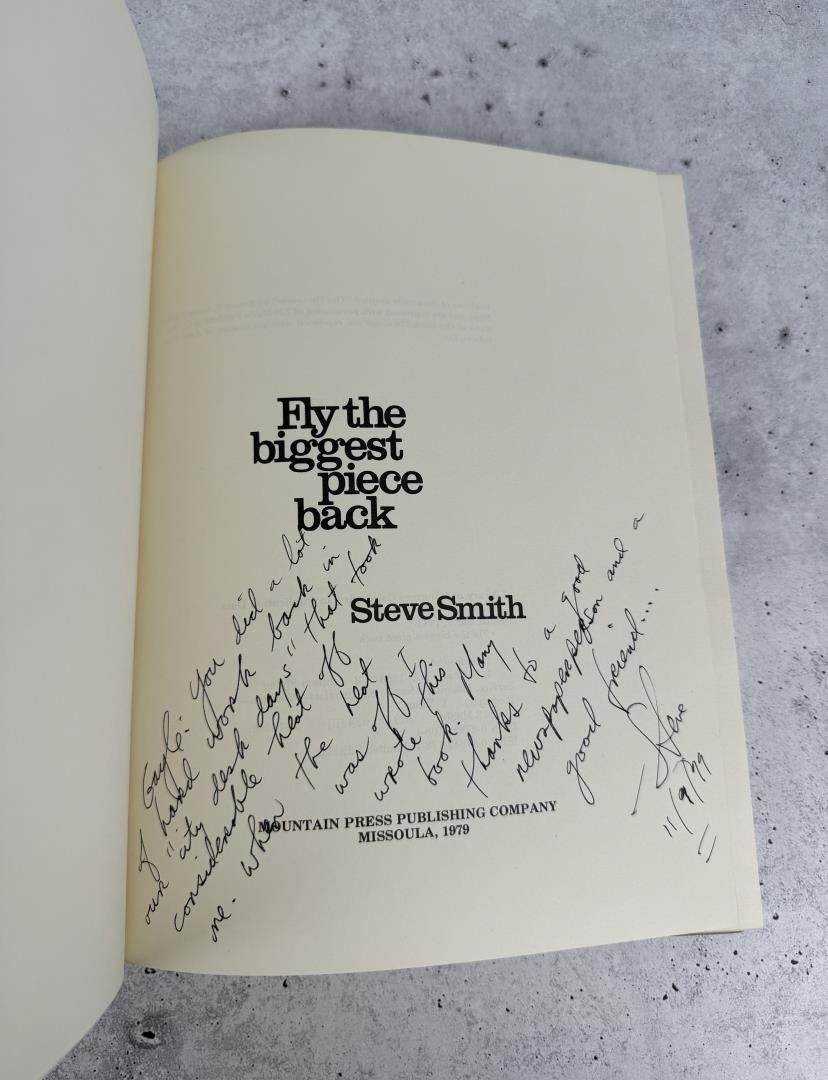 Fly the
biggest
piece
back
Steve Smith
Gayle: You did a lot
of hard work back in
our "city desk days" that took
considerable heat off
me. When the heat
was off I
wrote this
book. Many
thanks to a good
newspaperperson and a
good friend....
— Steve
11/9/79
MOUNTAIN PRESS PUBLISHING COMPANY
MISSOULA, 1979